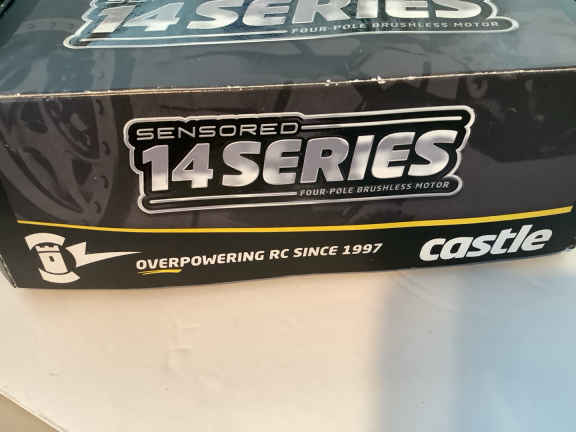 14 SERIES
FOUR-POLE BRUSHLESS MOTOR
SENSORED
14 SERIES
FOUR-POLE BRUSHLESS MOTOR
OVERPOWERING RC SINCE 1997
castle